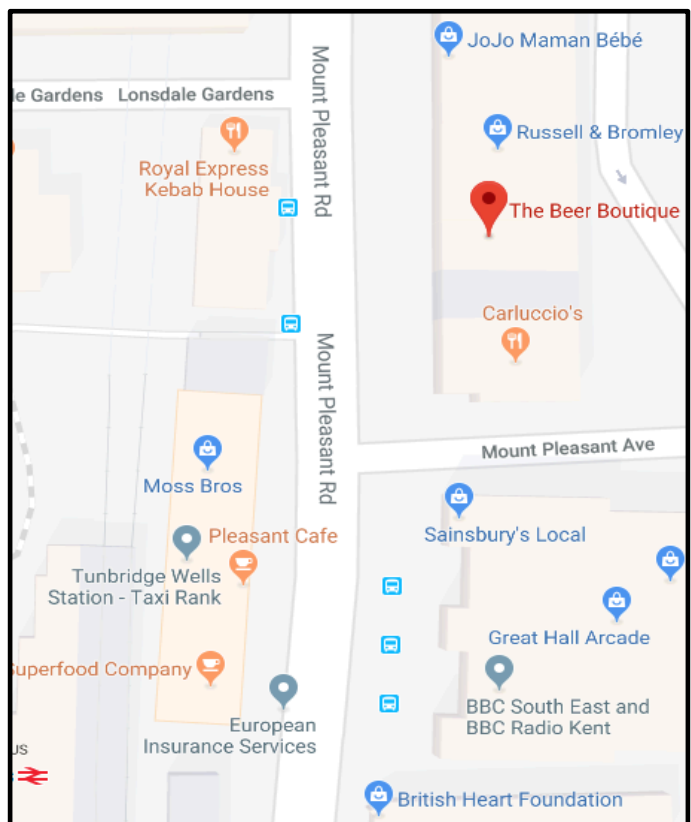 JoJo Maman Bébé
le Gardens
Lonsdale Gardens
Mount Pleasant Rd
Royal Express
Kebab House
Russell & Bromley
The Beer Boutique
Carluccio's
Mount Pleasant Rd
Mount Pleasant Ave
Moss Bros
Sainsbury's Local
Pleasant Cafe
Tunbridge Wells
Station - Taxi Rank
Great Hall Arcade
Superfood Company
BBC South East and
BBC Radio Kent
European
Insurance Services
us
British Heart Foundation